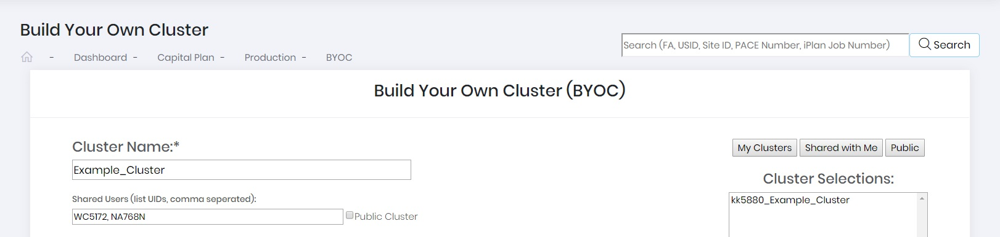 Build Your Own Cluster
Search (FA, USID, Site ID, PACE Number, iPlan Job Number)
Search
- Dashboard - Capital Plan - Production - BYOC
Build Your Own Cluster (BYOC)
Cluster Name:*
My Clusters Shared with Me Public
Example_Cluster
Cluster Selections:
Shared Users (list UIDs, comma seperated):
kk5880_Example_Cluster
WC5172, NA768N
Public Cluster